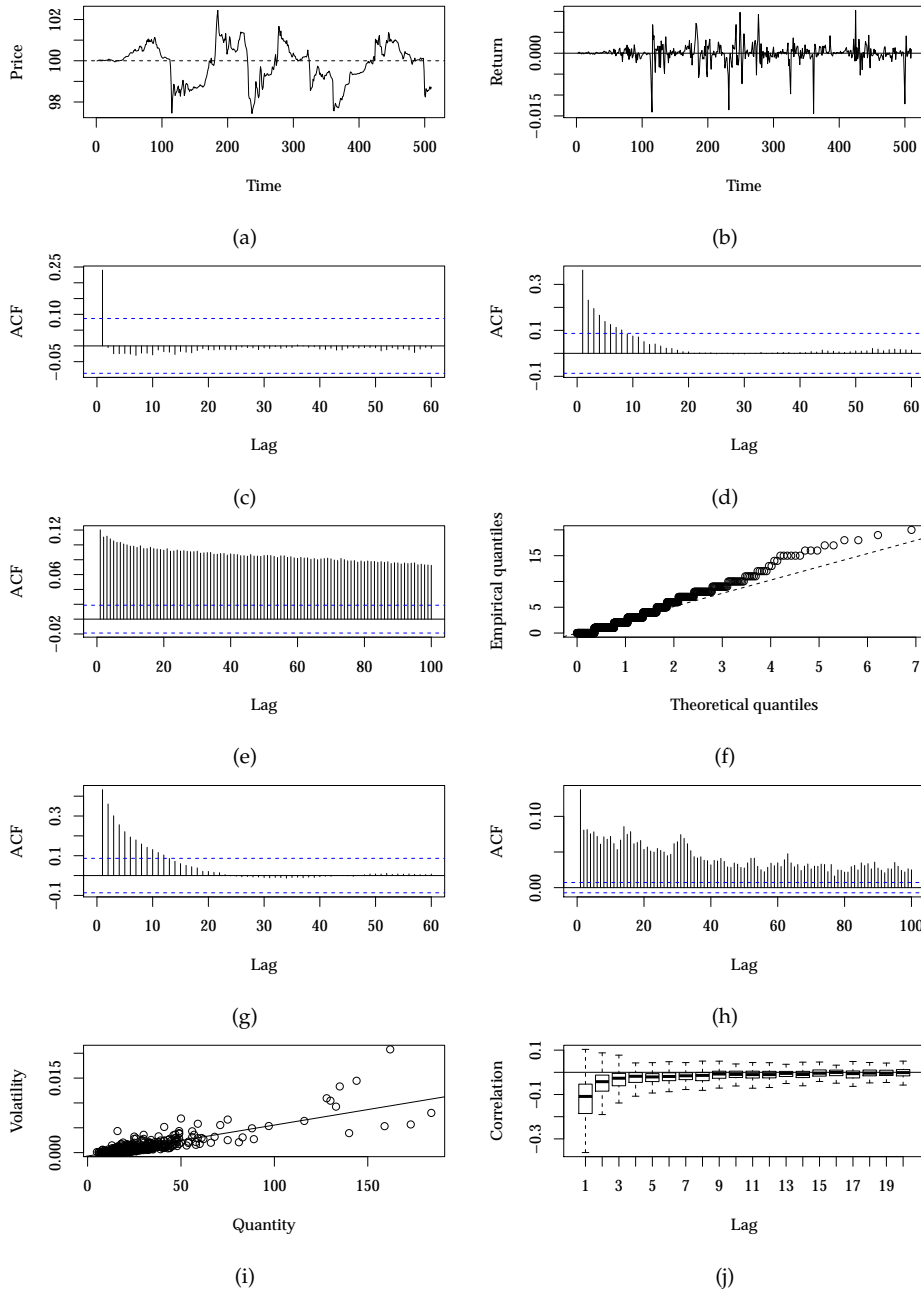 Price
98 100 102
0 100 200 300 400 500
Time
(a)
Return
−0.015 0.000
0 100 200 300 400 500
Time
(b)
ACF
−0.05 0.10 0.25
0 10 20 30 40 50 60
Lag
(c)
ACF
−0.1 0.1 0.3
0 10 20 30 40 50 60
Lag
(d)
ACF
−0.02 0.06 0.12
0 20 40 60 80 100
Lag
(e)
Empirical quantiles
0 5 15
0 1 2 3 4 5 6 7
Theoretical quantiles
(f)
ACF
−0.1 0.1 0.3
0 10 20 30 40 50 60
Lag
(g)
ACF
0.00 0.10
0 20 40 60 80 100
Lag
(h)
Volatility
0.000 0.015
0 50 100 150
Quantity
(i)
Correlation
−0.3 −0.1 0.1
1 3 5 7 9 11 13 15 17 19
Lag
(j)